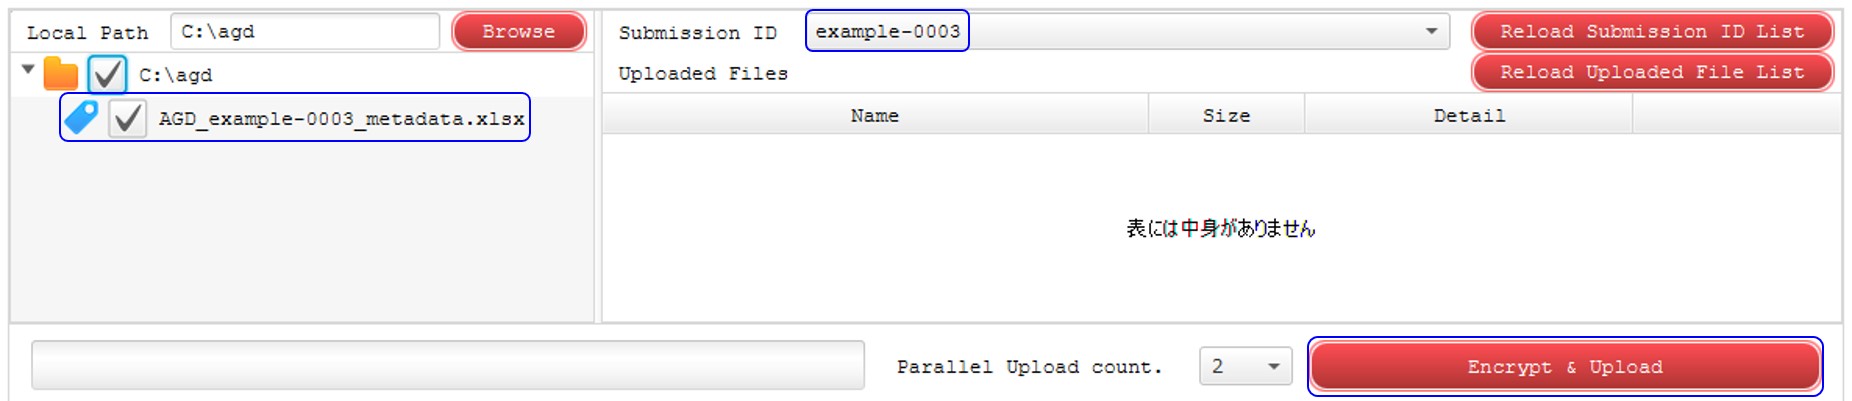 Local Path C:\agd Browse
C:\agd
AGD_example-0003_metadata.xlsx
Submission ID example-0003 Reload Submission ID List
Uploaded Files Reload Uploaded File List
Name Size Detail
表には中身がありません
Parallel Upload count. 2 Encrypt & Upload